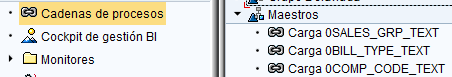 Cadenas de procesos
Cockpit de gestión BI
Monitores
Maestros
Carga 0SALES_GRP_TEXT
Carga 0BILL_TYPE_TEXT
Carga 0COMP_CODE_TEXT